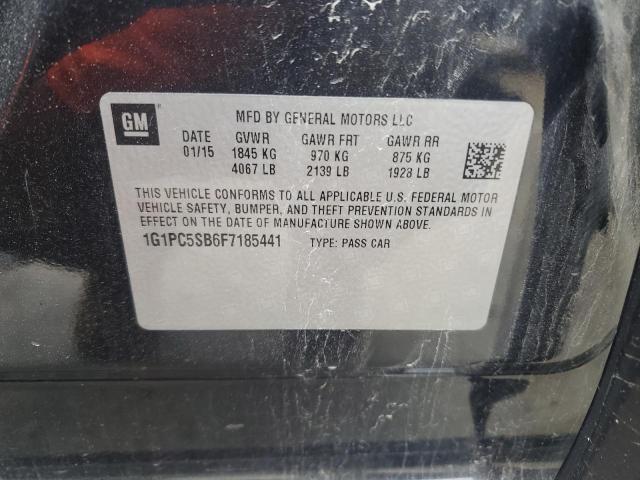 GM
MFD BY GENERAL MOTORS LLC
DATE GVWR GAWR FRT GAWR RR
01/15 1845 KG 970 KG 875 KG
4067 LB 2139 LB 1928 LB
THIS VEHICLE CONFORMS TO ALL APPLICABLE U.S. FEDERAL MOTOR
VEHICLE SAFETY, BUMPER, AND THEFT PREVENTION STANDARDS IN
EFFECT ON THE DATE OF MANUFACTURE SHOWN ABOVE.
1G1PC5SB6F7185441 TYPE: PASS CAR